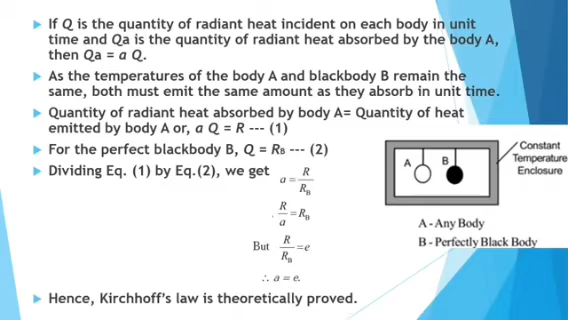 If Q is the quantity of radiant heat incident on each body in unit
time and Qa is the quantity of radiant heat absorbed by the body A,
then Qa = a Q.
As the temperatures of the body A and blackbody B remain the
same, both must emit the same amount as they absorb in unit time.
Quantity of radiant heat absorbed by body A= Quantity of heat
emitted by body A or, a Q = R --- (1)
For the perfect blackbody B, Q = RB --- (2)
Dividing Eq. (1) by Eq.(2), we get
a = R/RB
R/a = RB
But R/RB = e
∴ a = e.
Hence, Kirchhoff's law is theoretically proved.
A B
Constant
Temperature
Enclosure
A - Any Body
B - Perfectly Black Body